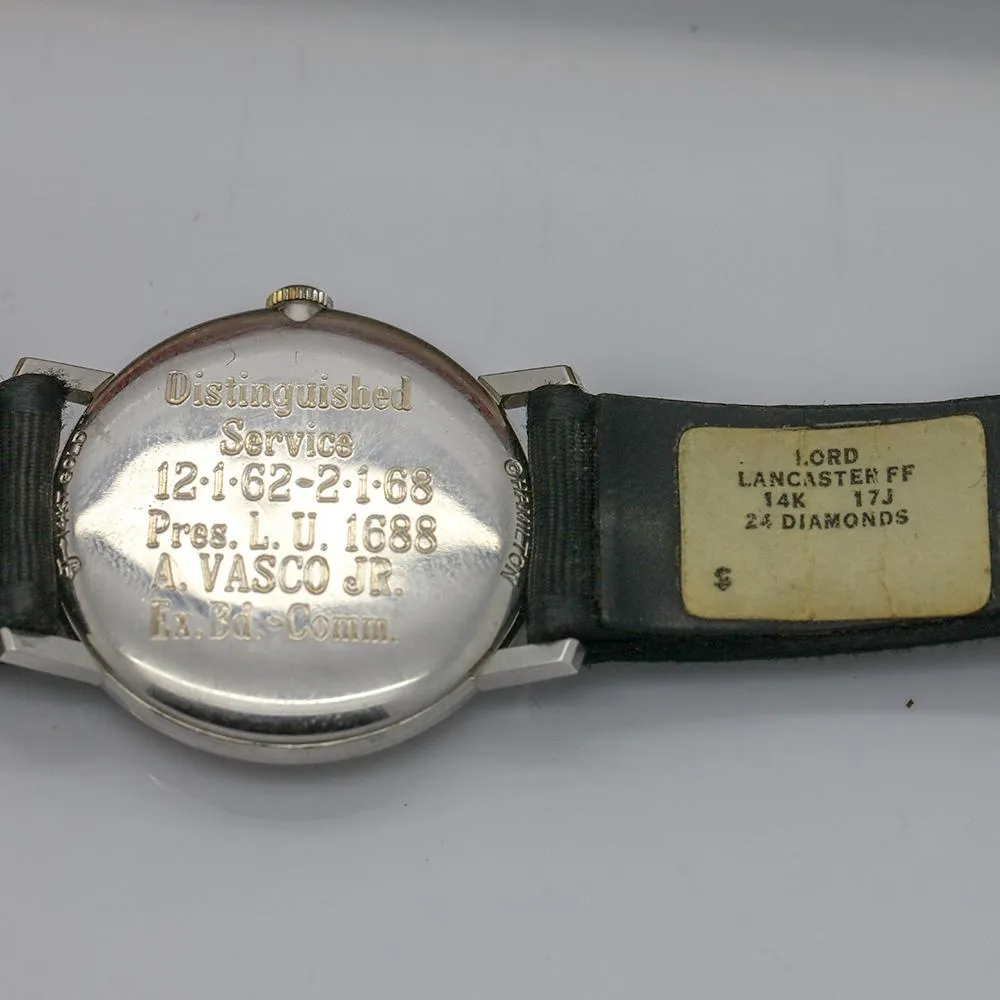 Distinguished
Service
12·1·62-2·1·68
Pres. L. U. 1688
A. VASCO JR.
Ex. Bd. - Comm.
HAMILTON
LORD
LANCASTER FF
14K 17J
24 DIAMONDS